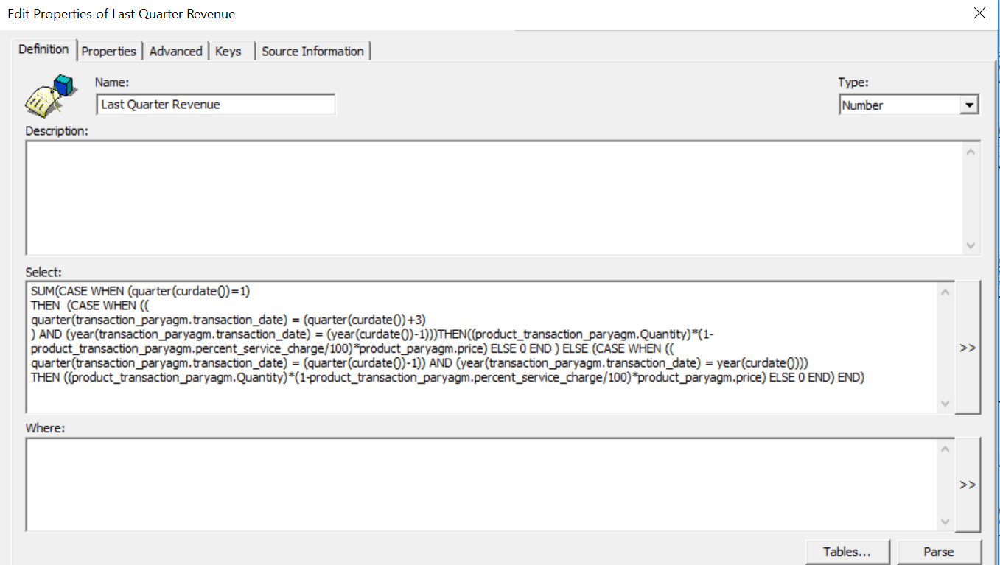 Edit Properties of Last Quarter Revenue
Definition Properties Advanced Keys Source Information
Name: Type:
Last Quarter Revenue Number
Description:
Select:
SUM(CASE WHEN (quarter(curdate())=1)
THEN  (CASE WHEN ((
quarter(transaction_paryagm.transaction_date) = (quarter(curdate())+3)
) AND (year(transaction_paryagm.transaction_date) = (year(curdate())-1)))THEN((product_transaction_paryagm.Quantity)*(1-
product_transaction_paryagm.percent_service_charge/100)*product_paryagm.price) ELSE 0 END ) ELSE (CASE WHEN ((
quarter(transaction_paryagm.transaction_date) = (quarter(curdate())-1)) AND (year(transaction_paryagm.transaction_date) = year(curdate())))
THEN ((product_transaction_paryagm.Quantity)*(1-product_transaction_paryagm.percent_service_charge/100)*product_paryagm.price) ELSE 0 END) END)
>>
Where:
>>
Tables... Parse